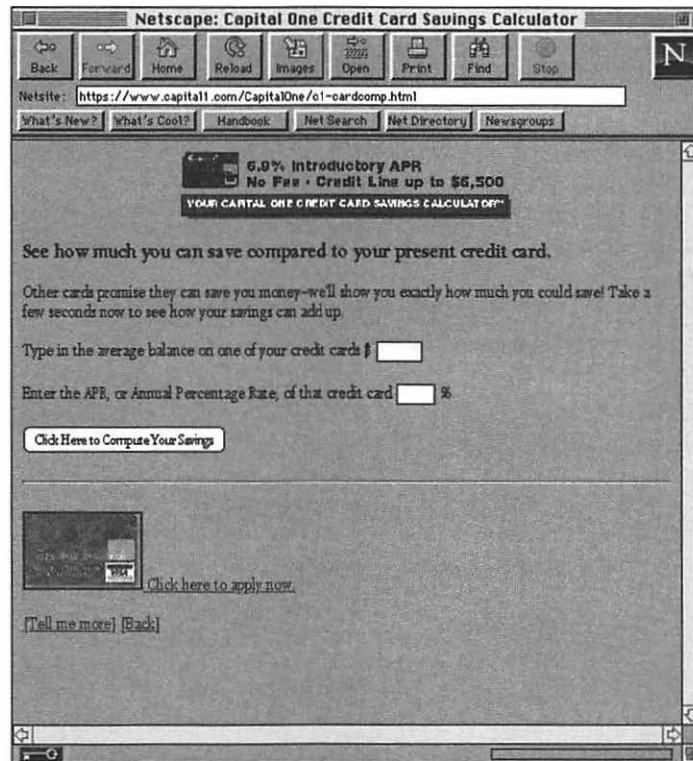 Netscape: Capital One Credit Card Savings Calculator
Back Forward Home Reload Images Open Print Find Stop
N
Netsite: https://www.capital1.com/CapitalOne/c1-cardcomp.html
What's New? What's Cool? Handbook Net Search Net Directory Newsgroups
6.9% Introductory APR
No Fee · Credit Line up to $6,500
YOUR CAPITAL ONE CREDIT CARD SAVINGS CALCULATOR℠
See how much you can save compared to your present credit card.
Other cards promise they can save you money-we'll show you exactly how much you could save! Take a
few seconds now to see how your savings can add up.
Type in the average balance on one of your credit cards $
Enter the APR, or Annual Percentage Rate, of that credit card %
Click Here to Compute Your Savings
Click here to apply now.
[Tell me more] [Back]